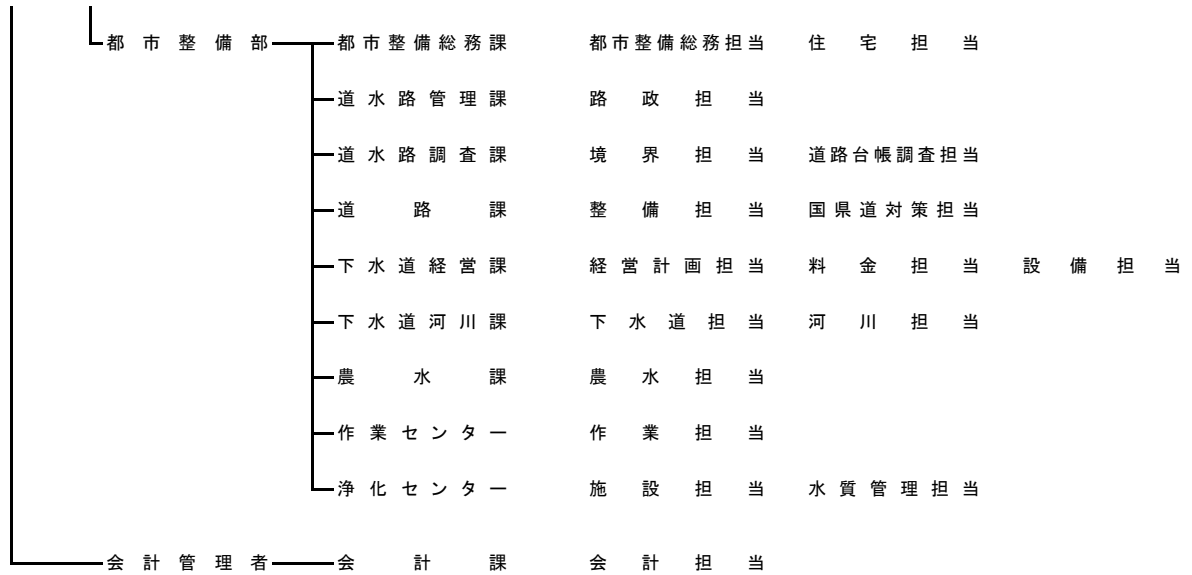 都市整備部 都市整備総務課 都市整備総務担当 住宅担当
道水路管理課 路政担当
道水路調査課 境界担当 道路台帳調査担当
道路課 整備担当 国県道対策担当
下水道経営課 経営計画担当 料金担当 設備担当
下水道河川課 下水道担当 河川担当
農水課 農水担当
作業センター 作業担当
浄化センター 施設担当 水質管理担当
会計管理者 会計課 会計担当